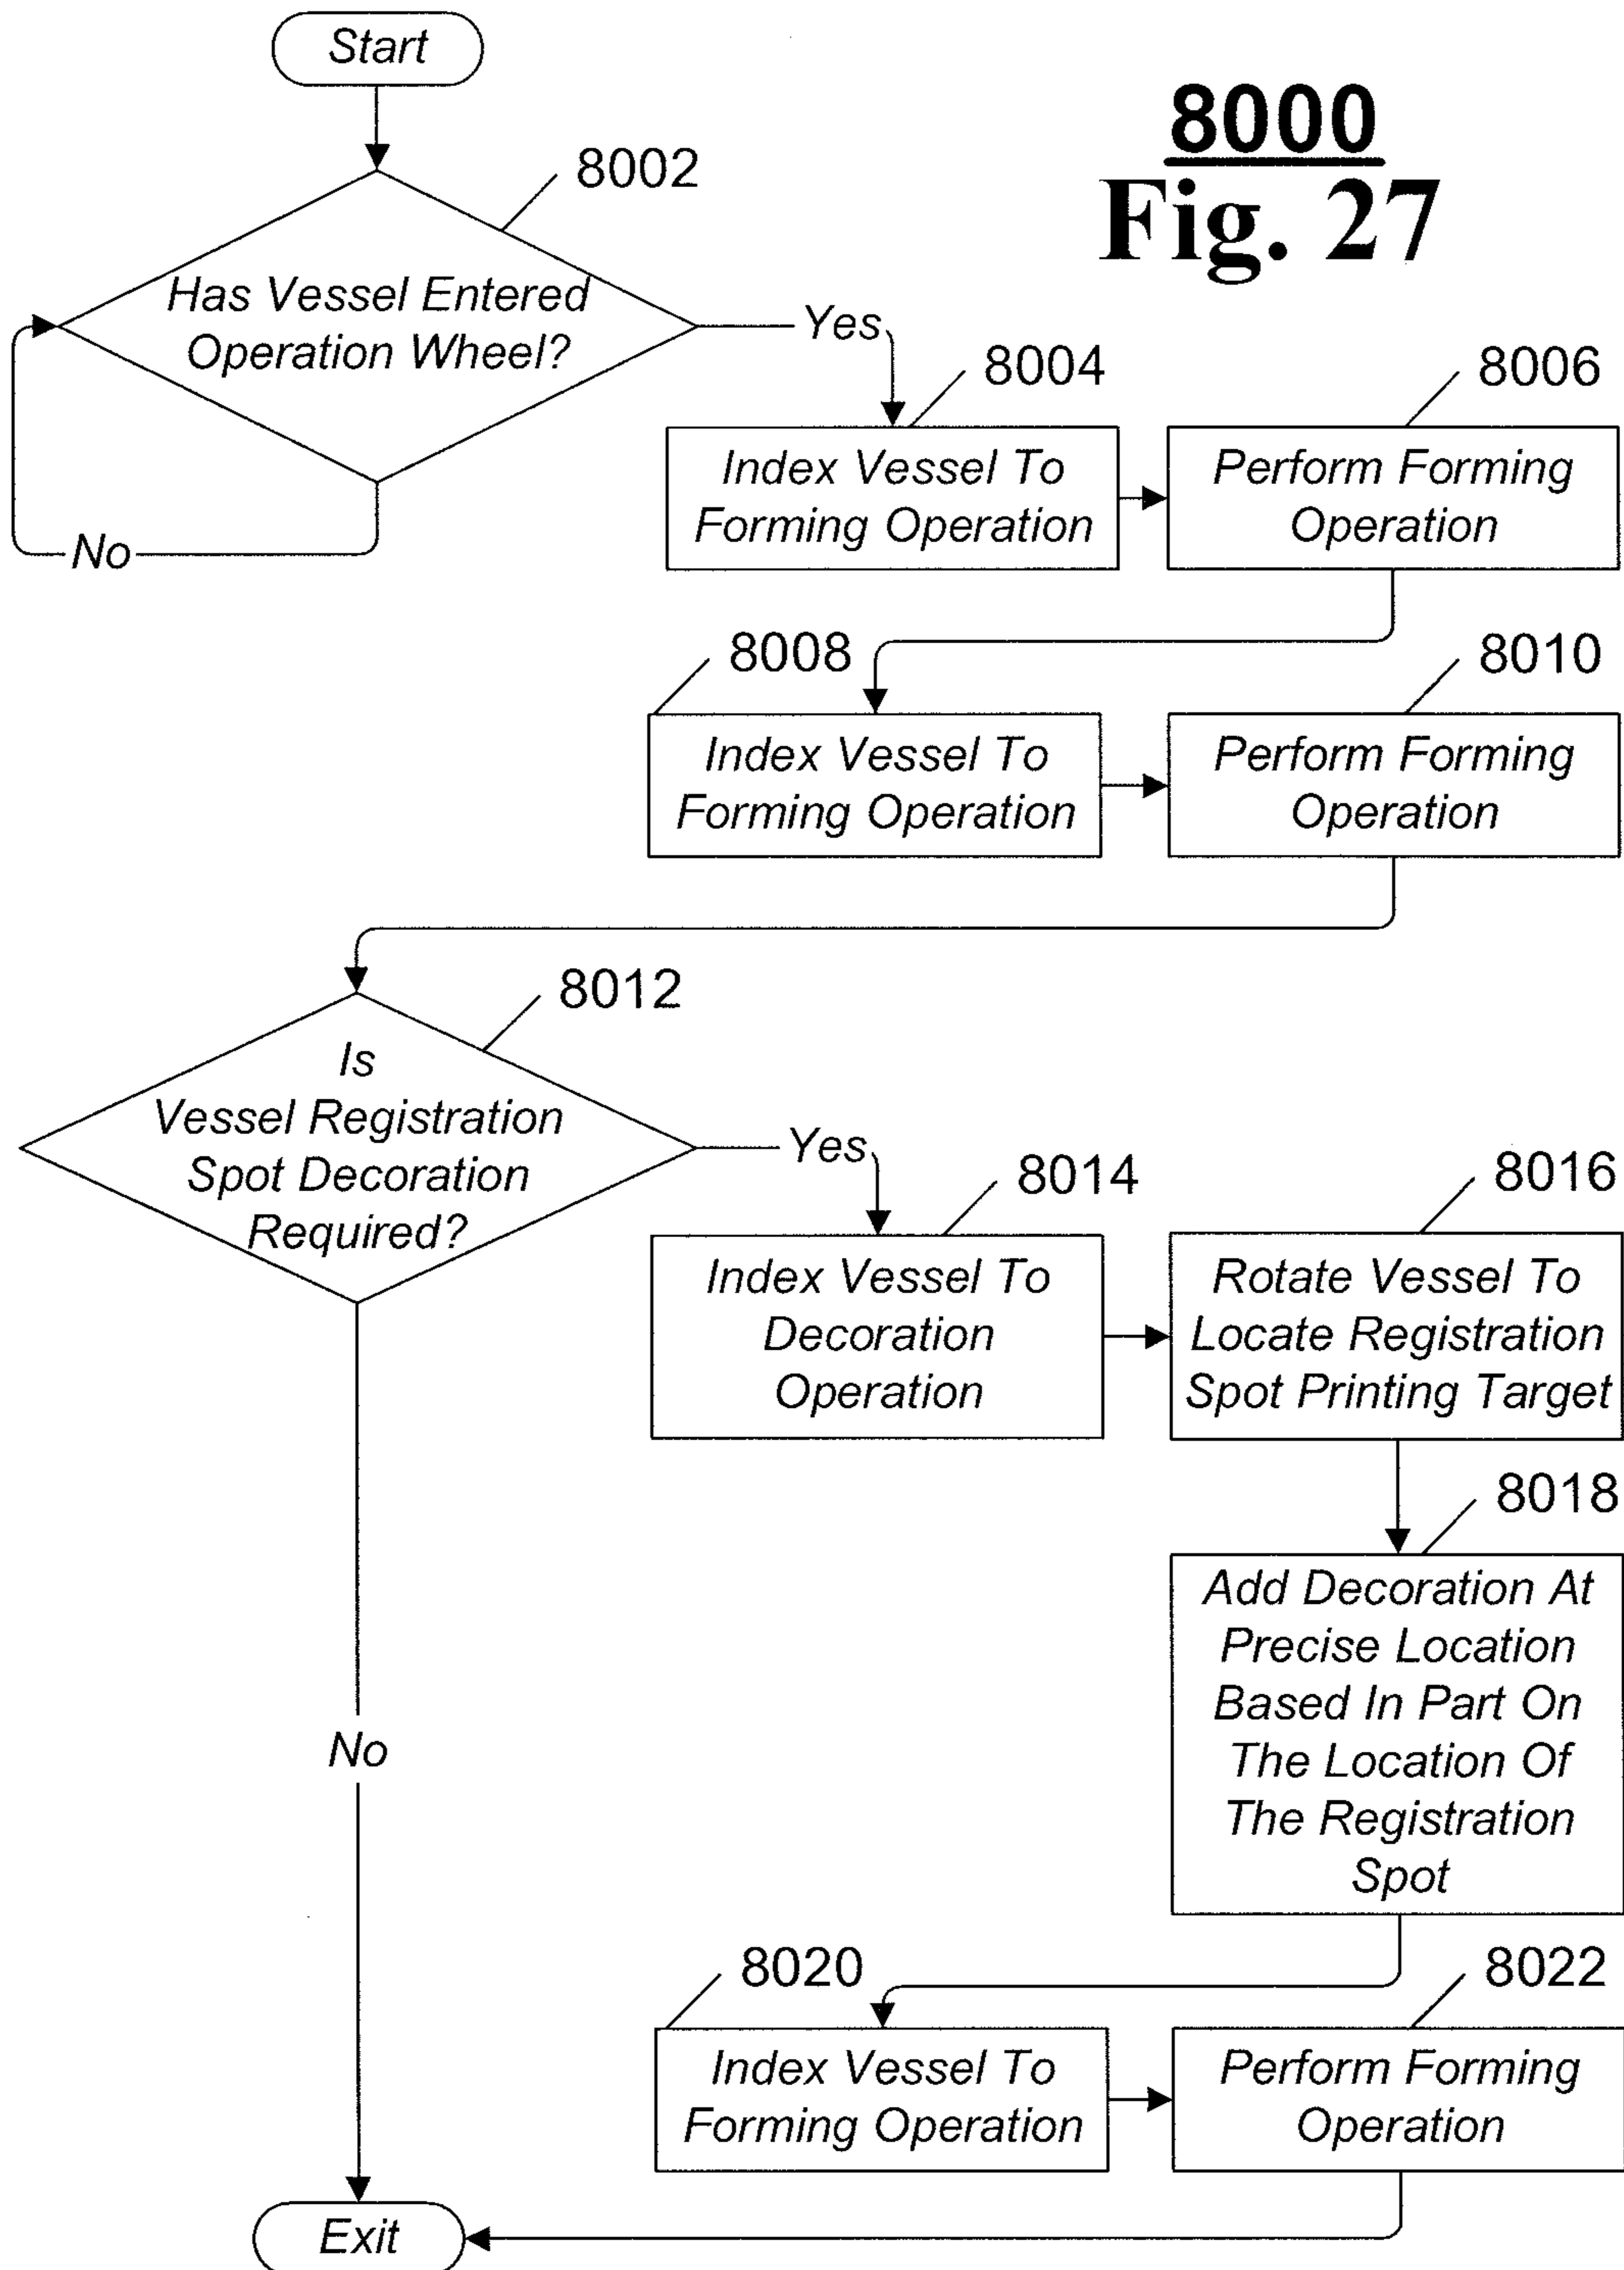 Start
8000
Fig. 27
8002
Has Vessel Entered
Operation Wheel?
Yes
No
8004
Index Vessel To
Forming Operation
8006
Perform Forming
Operation
8008
Index Vessel To
Forming Operation
8010
Perform Forming
Operation
8012
Is
Vessel Registration
Spot Decoration
Required?
Yes
No
8014
Index Vessel To
Decoration
Operation
8016
Rotate Vessel To
Locate Registration
Spot Printing Target
8018
Add Decoration At
Precise Location
Based In Part On
The Location Of
The Registration
Spot
8020
Index Vessel To
Forming Operation
8022
Perform Forming
Operation
Exit